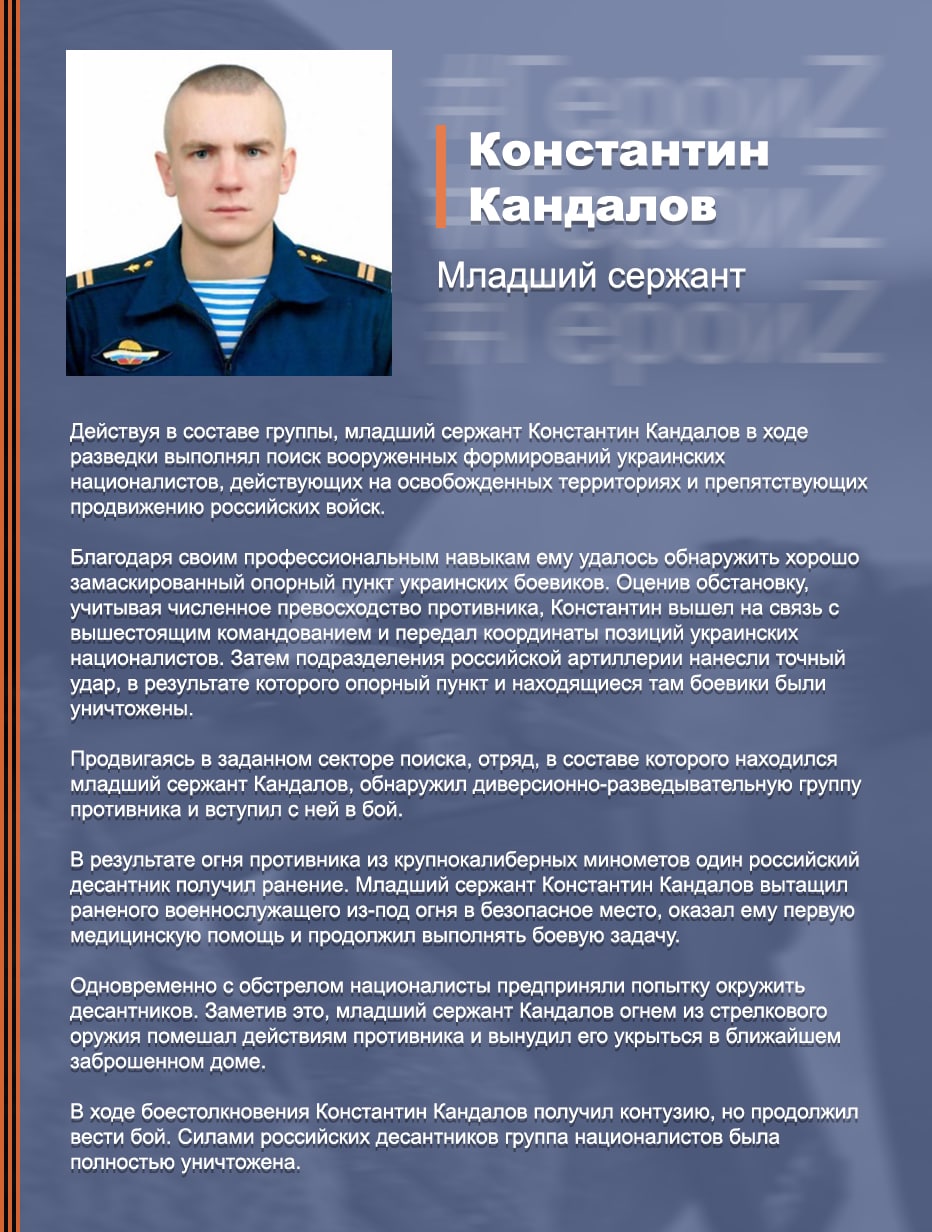 #ГероиZ
Константин
#ГероиZ
Кандалов
Младший сержант
#ГероиZ
Действуя в составе группы, младший сержант Константин Кандалов в ходе
разведки выполнял поиск вооруженных формирований украинских
националистов, действующих на освобожденных территориях и препятствующих
продвижению российских войск.
Благодаря своим профессиональным навыкам ему удалось обнаружить хорошо
замаскированный опорный пункт украинских боевиков. Оценив обстановку,
учитывая численное превосходство противника, Константин вышел на связь с
вышестоящим командованием и передал координаты позиций украинских
националистов. Затем подразделения российской артиллерии нанесли точный
удар, в результате которого опорный пункт и находящиеся там боевики были
уничтожены.
Продвигаясь в заданном секторе поиска, отряд, в составе которого находился
младший сержант Кандалов, обнаружил диверсионно-разведывательную группу
противника и вступил с ней в бой.
В результате огня противника из крупнокалиберных минометов один российский
десантник получил ранение. Младший сержант Константин Кандалов вытащил
раненого военнослужащего из-под огня в безопасное место, оказал ему первую
медицинскую помощь и продолжил выполнять боевую задачу.
Одновременно с обстрелом националисты предприняли попытку окружить
десантников. Заметив это, младший сержант Кандалов огнем из стрелкового
оружия помешал действиям противника и вынудил его укрыться в ближайшем
заброшенном доме.
В ходе боестолкновения Константин Кандалов получил контузию, но продолжил
вести бой. Силами российских десантников группа националистов была
полностью уничтожена.